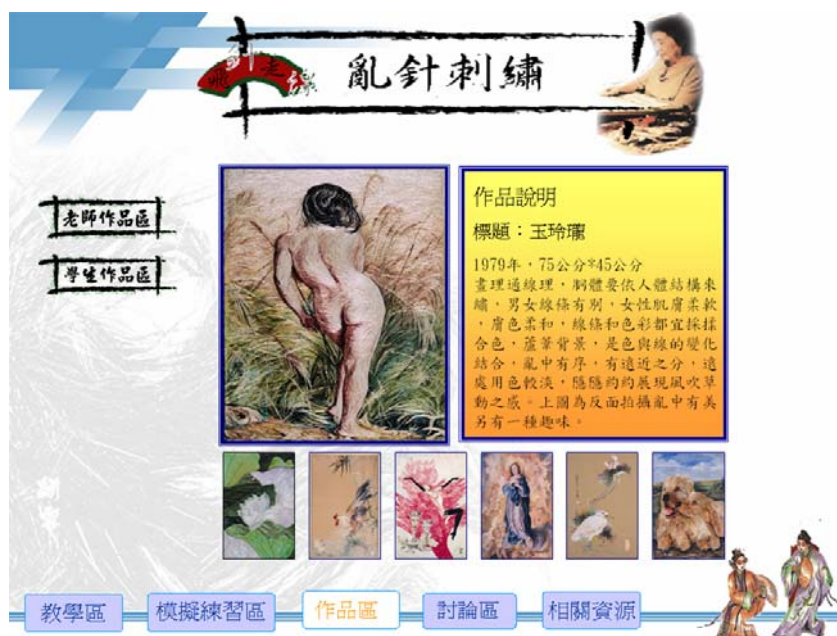 亂針刺繡
老師作品區
學生作品區
作品說明
標題：玉玲瓏
1979年，75公分*45公分
畫理通線理，胴體要依人體結構來
繡，男女線條有別，女性肌膚柔軟
，膚色柔和，線條和色彩都宜採揉
合色，蘆葦背景，是色與線的變化
結合，亂中有序，有遠近之分，遠
處用色較淡，隱隱約約展現風吹草
動之感。上圖為反面拍攝亂中有美
另有一種趣味。
教學區
模擬練習區
作品區
討論區
相關資源